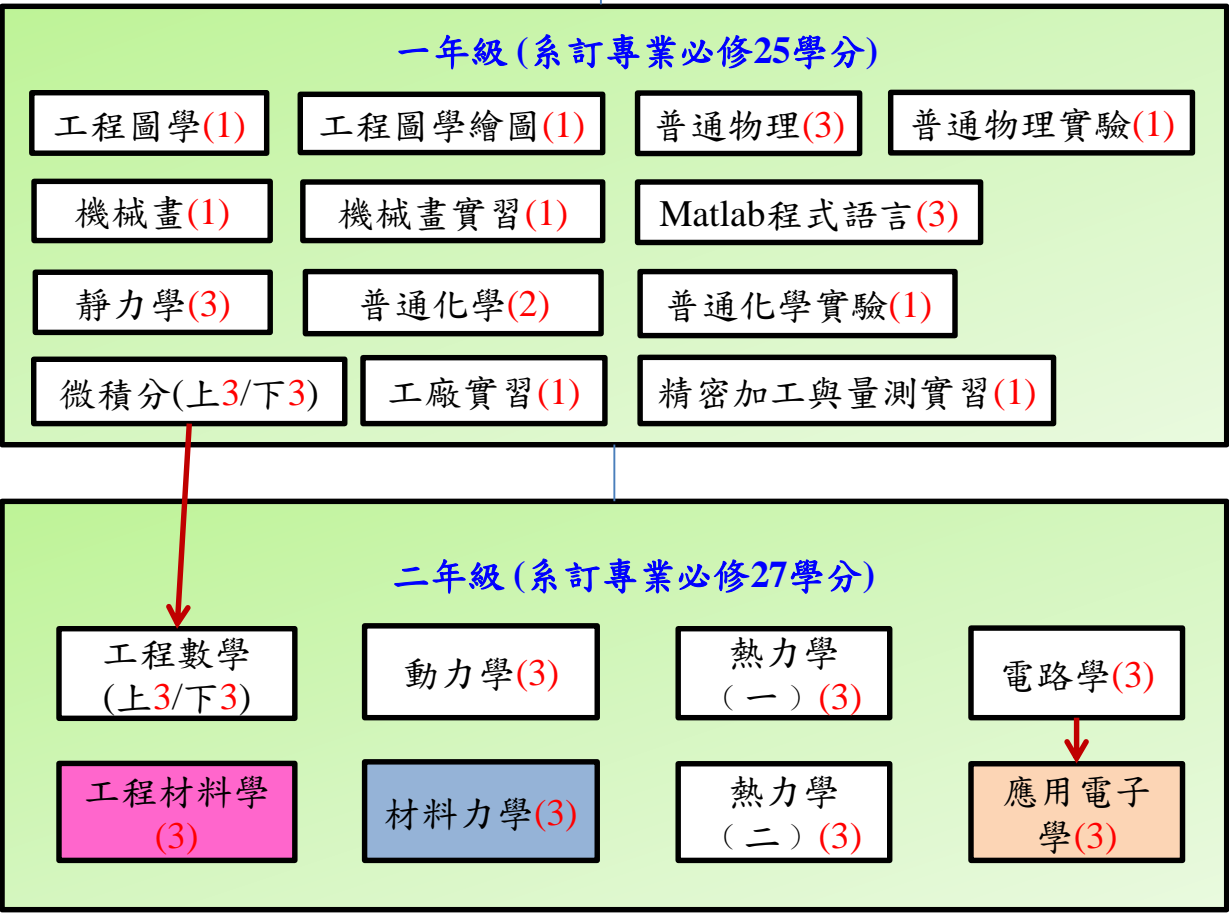 一年級 (系訂專業必修25學分)
工程圖學(1)
工程圖學繪圖(1)
普通物理(3)
普通物理實驗(1)
機械畫(1)
機械畫實習(1)
Matlab程式語言(3)
靜力學(3)
普通化學(2)
普通化學實驗(1)
微積分(上3/下3)
工廠實習(1)
精密加工與量測實習(1)
二年級 (系訂專業必修27學分)
工程數學
(上3/下3)
動力學(3)
熱力學
（一）(3)
電路學(3)
工程材料學
(3)
材料力學(3)
熱力學
（二）(3)
應用電子
學(3)